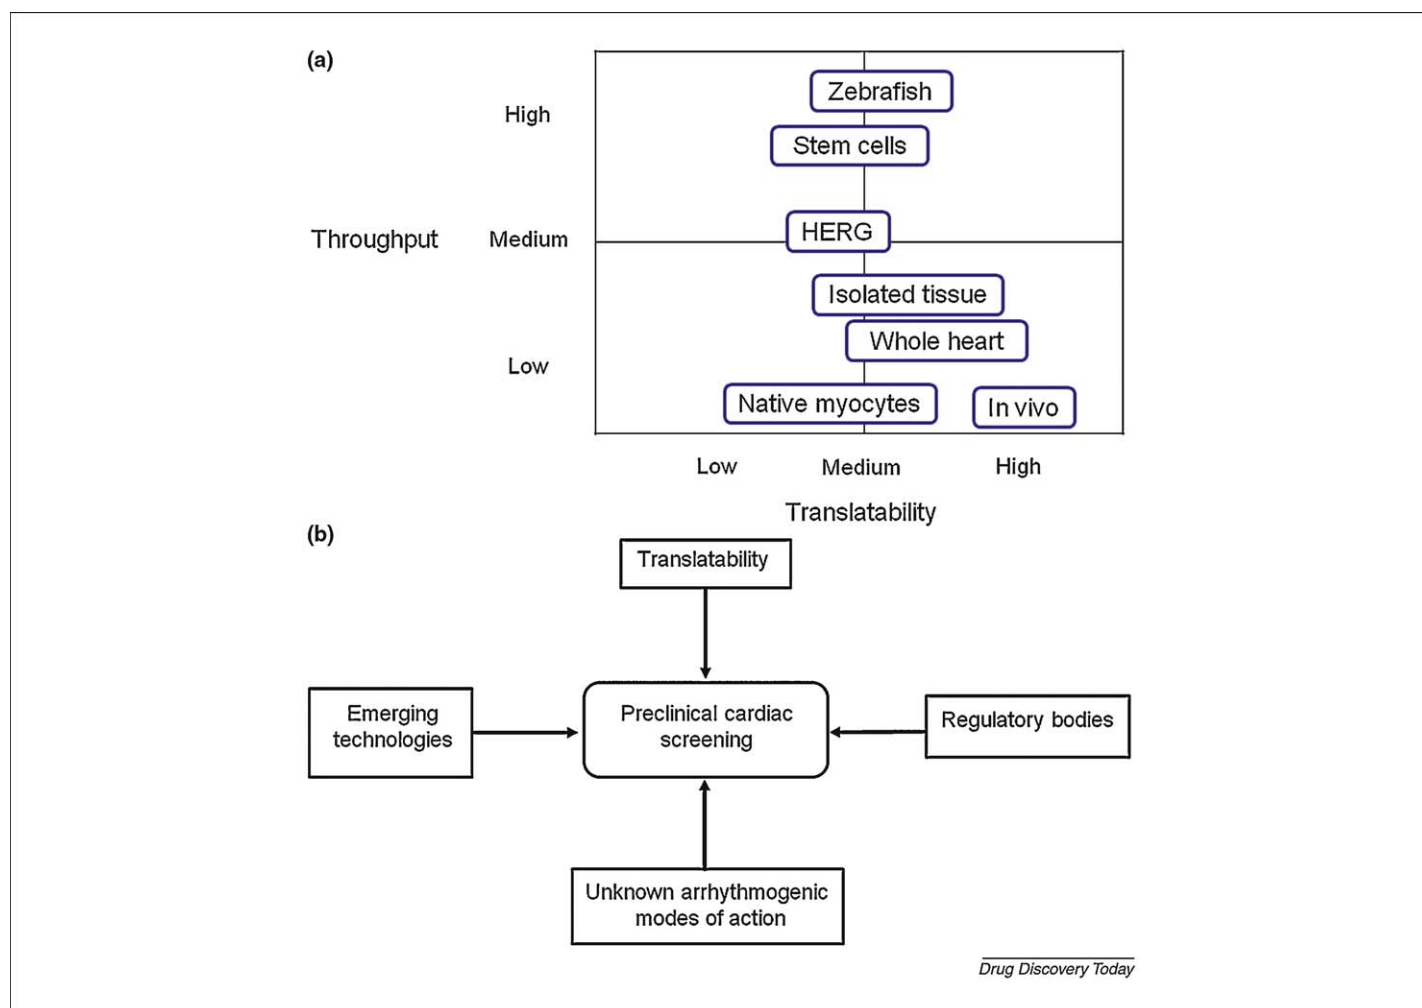 (a)
High
Zebrafish
Stem cells
Throughput
Medium
HERG
Isolated tissue
Whole heart
Low
Native myocytes
In vivo
Low
Medium
High
Translatability
(b)
Translatability
Emerging
technologies
Preclinical cardiac
screening
Regulatory bodies
Unknown arrhythmogenic
modes of action
Drug Discovery Today